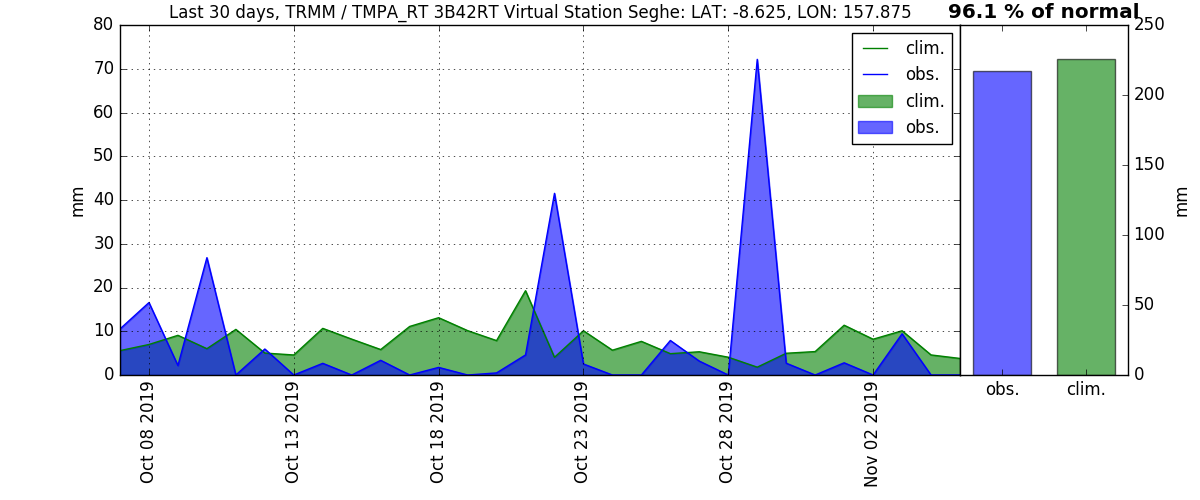 Last 30 days, TRMM / TMPA_RT 3B42RT Virtual Station Seghe: LAT: -8.625, LON: 157.875
96.1 % of normal
80
70
60
50
40
30
20
10
0
mm
clim.
obs.
clim.
obs.
250
200
150
100
50
0
mm
obs.
clim.
Oct 08 2019
Oct 13 2019
Oct 18 2019
Oct 23 2019
Oct 28 2019
Nov 02 2019